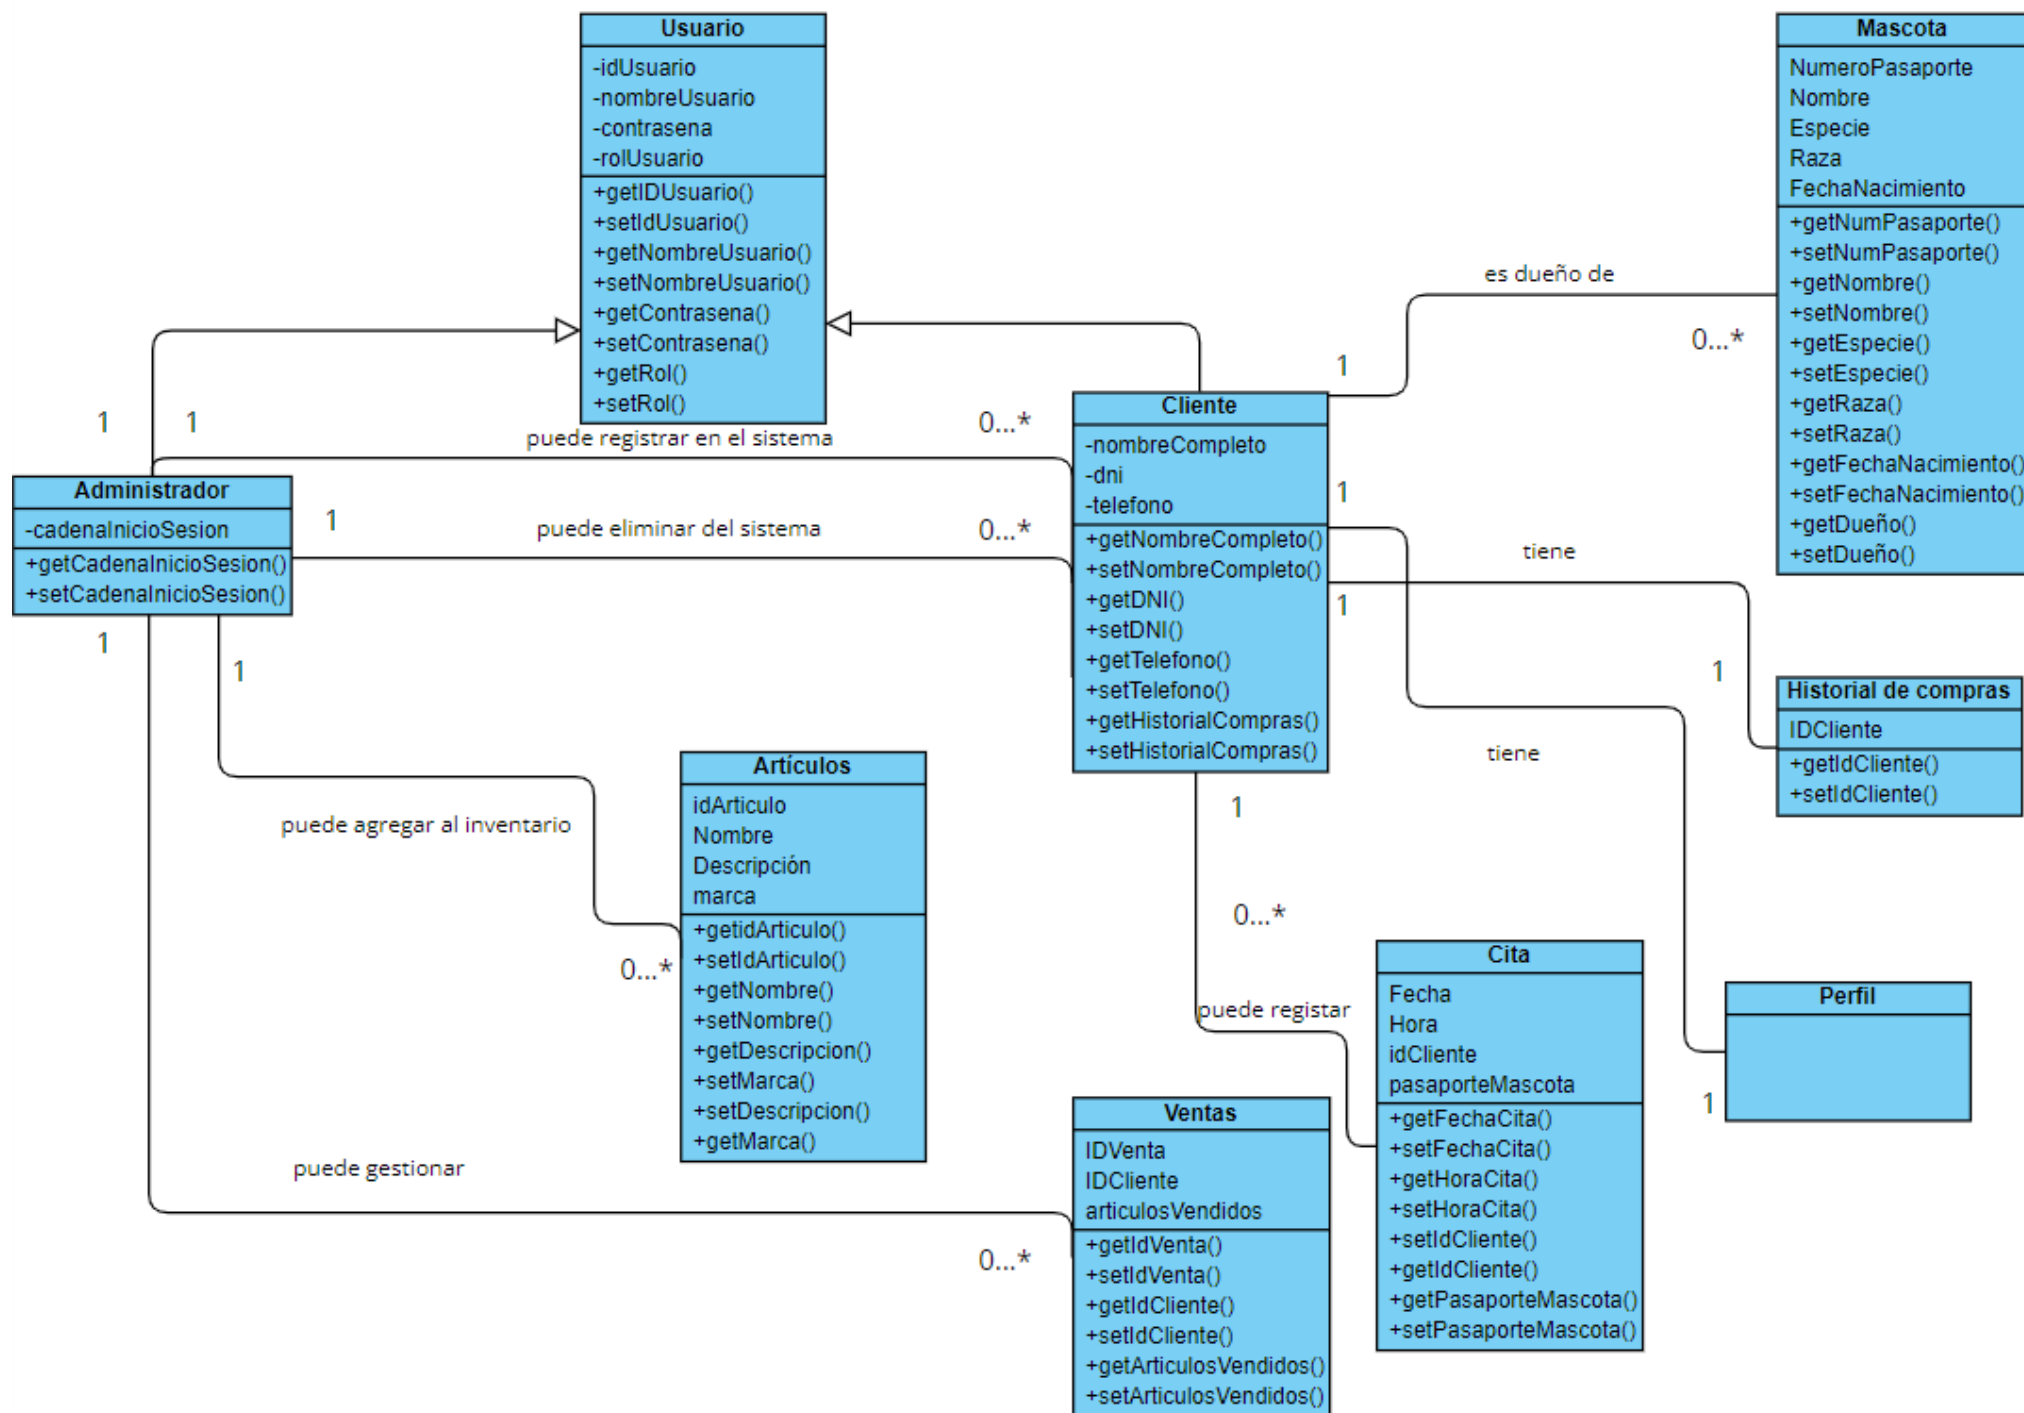 Usuario
-idUsuario
-nombreUsuario
-contrasena
-rolUsuario
+getIDUsuario()
+setIdUsuario()
+getNombreUsuario()
+setNombreUsuario()
+getContrasena()
+setContrasena()
+getRol()
+setRol()
Mascota
NumeroPasaporte
Nombre
Especie
Raza
FechaNacimiento
+getNumPasaporte()
+setNumPasaporte()
+getNombre()
+setNombre()
+getEspecie()
+setEspecie()
+getRaza()
+setRaza()
+getFechaNacimiento()
+setFechaNacimiento()
+getDueño()
+setDueño()
es dueño de
0...*
1
1
1
puede registrar en el sistema
0...*
Administrador
-cadenaInicioSesion
+getCadenaInicioSesion()
+setCadenaInicioSesion()
1
puede eliminar del sistema
0...*
Cliente
-nombreCompleto
-dni
-telefono
+getNombreCompleto()
+setNombreCompleto()
+getDNI()
+setDNI()
+getTelefono()
+setTelefono()
+getHistorialCompras()
+setHistorialCompras()
1
tiene
1
1
Historial de compras
IDCliente
+getIdCliente()
+setIdCliente()
tiene
1
1
puede agregar al inventario
0...*
Artículos
idArticulo
Nombre
Descripción
marca
+getidArticulo()
+setIdArticulo()
+getNombre()
+setNombre()
+getDescripcion()
+setMarca()
+setDescripcion()
+getMarca()
1
0...*
puede registar
Cita
Fecha
Hora
idCliente
pasaporteMascota
+getFechaCita()
+setFechaCita()
+getHoraCita()
+setHoraCita()
+setIdCliente()
+getIdCliente()
+getPasaporteMascota()
+setPasaporteMascota()
Perfil
1
puede gestionar
0...*
Ventas
IDVenta
IDCliente
articulosVendidos
+getIdVenta()
+setIdVenta()
+getIdCliente()
+setIdCliente()
+getArticulosVendidos()
+setArticulosVendidos()